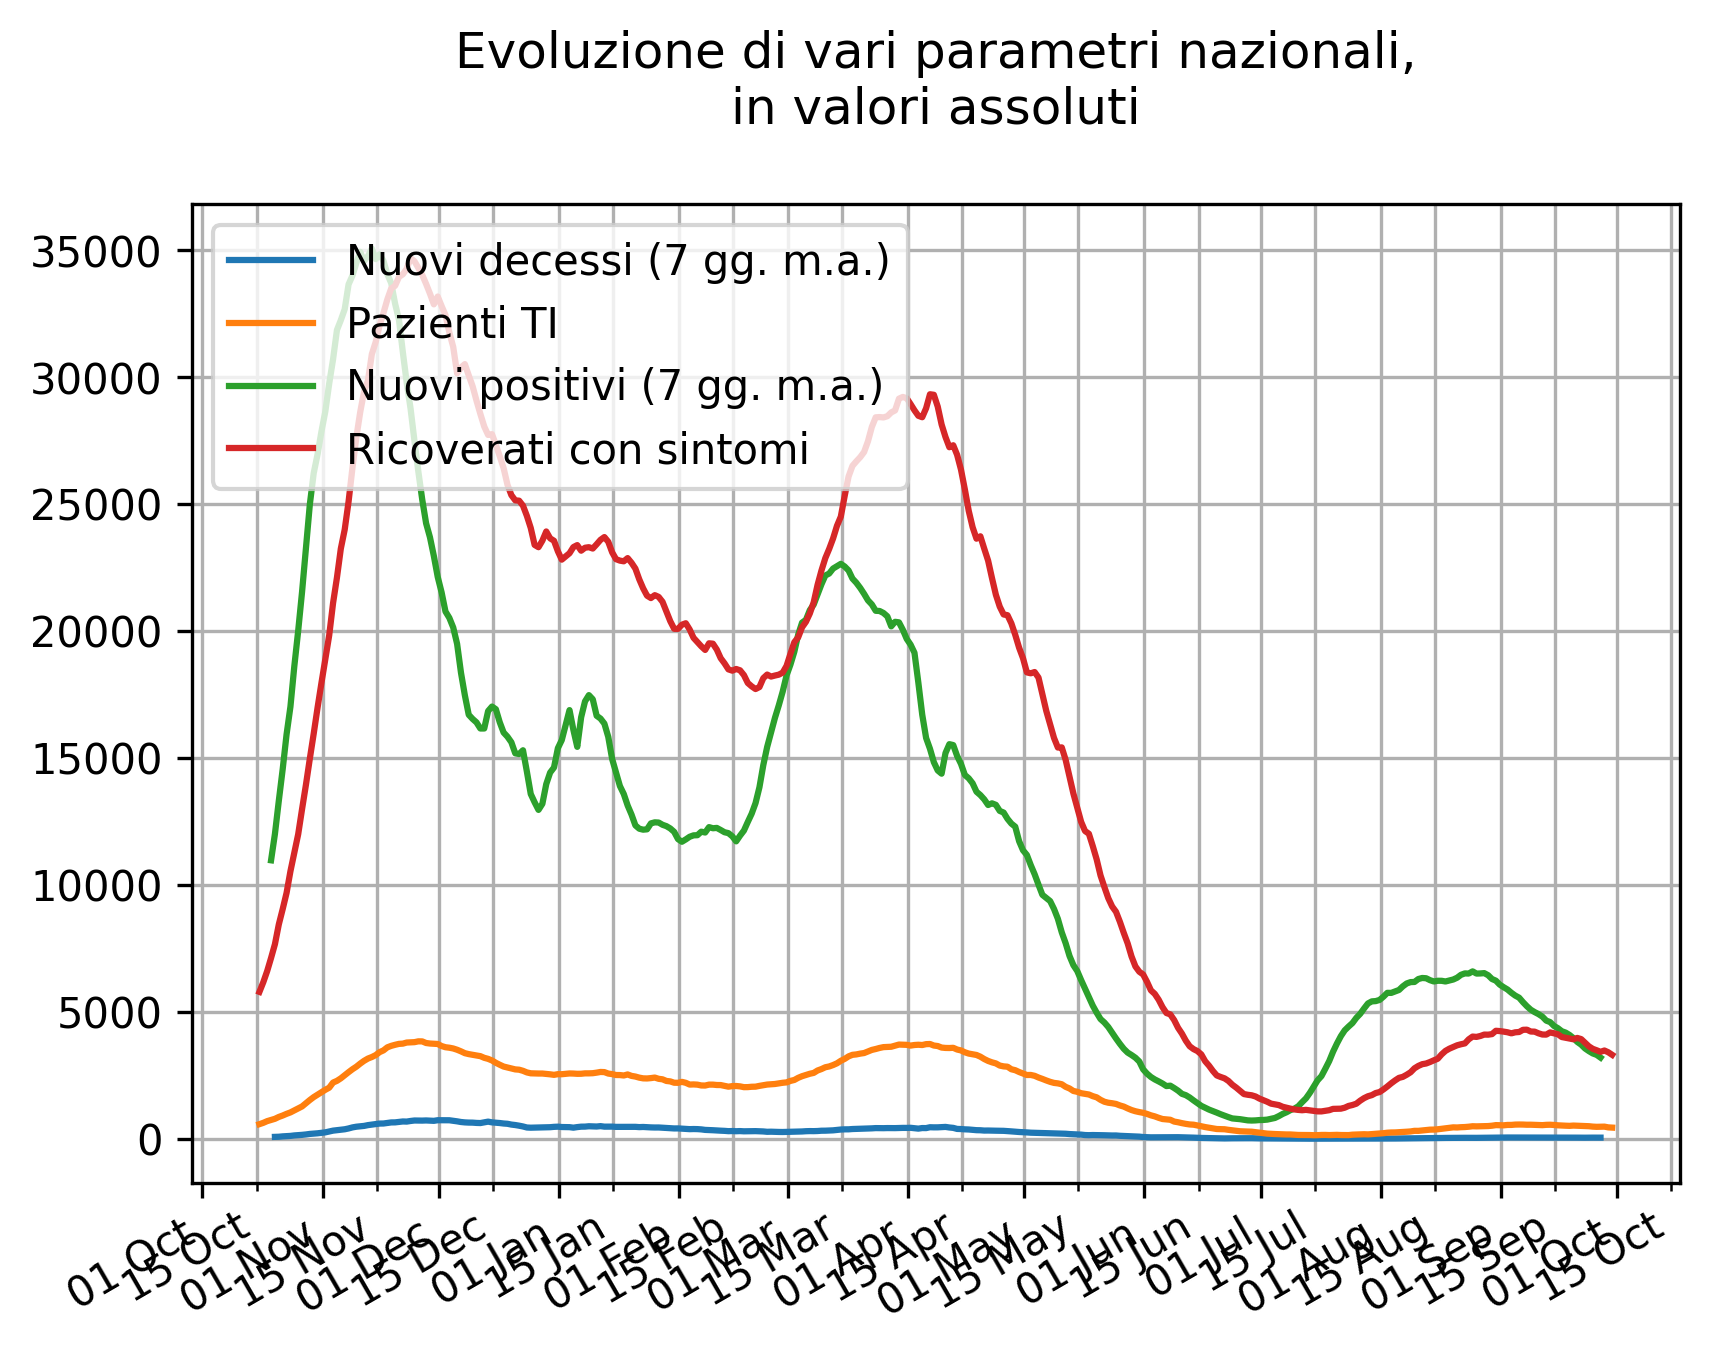 Evoluzione di vari parametri nazionali,
in valori assoluti
35000
30000
25000
20000
15000
10000
5000
0
Nuovi decessi (7 gg. m.a.)
Pazienti TI
Nuovi positivi (7 gg. m.a.)
Ricoverati con sintomi
01 Oct
15 Oct
01 Nov
15 Nov
01 Dec
15 Dec
01 Jan
15 Jan
01 Feb
15 Feb
01 Mar
15 Mar
01 Apr
15 Apr
01 May
15 May
01 Jun
15 Jun
01 Jul
15 Jul
01 Aug
15 Aug
01 Sep
15 Sep
01 Oct
15 Oct